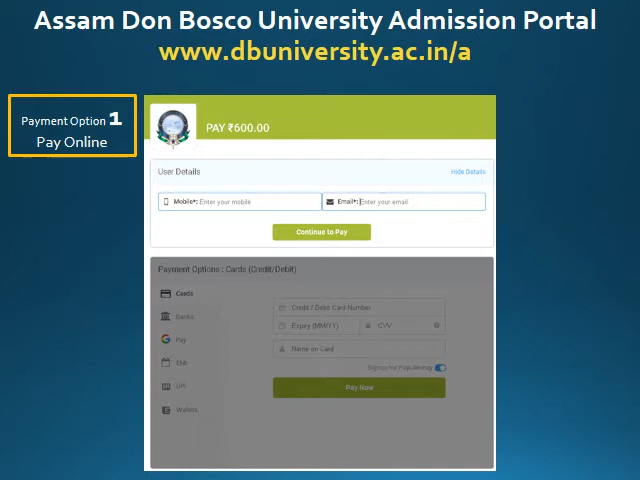 Assam Don Bosco University Admission Portal
www.dbuniversity.ac.in/a
Payment Option 1
Pay Online
PAY ₹600.00
User Details
Hide Details
Mobile*: Enter your mobile
Email*: Enter your email
Continue to Pay
Payment Options : Cards (Credit/Debit)
Cards
Banks
Pay
EMI
UPI
Wallets
Credit / Debit Card Number
Expiry (MM/YY)
CVV
Name on Card
Signup for PayuMoney
Pay Now